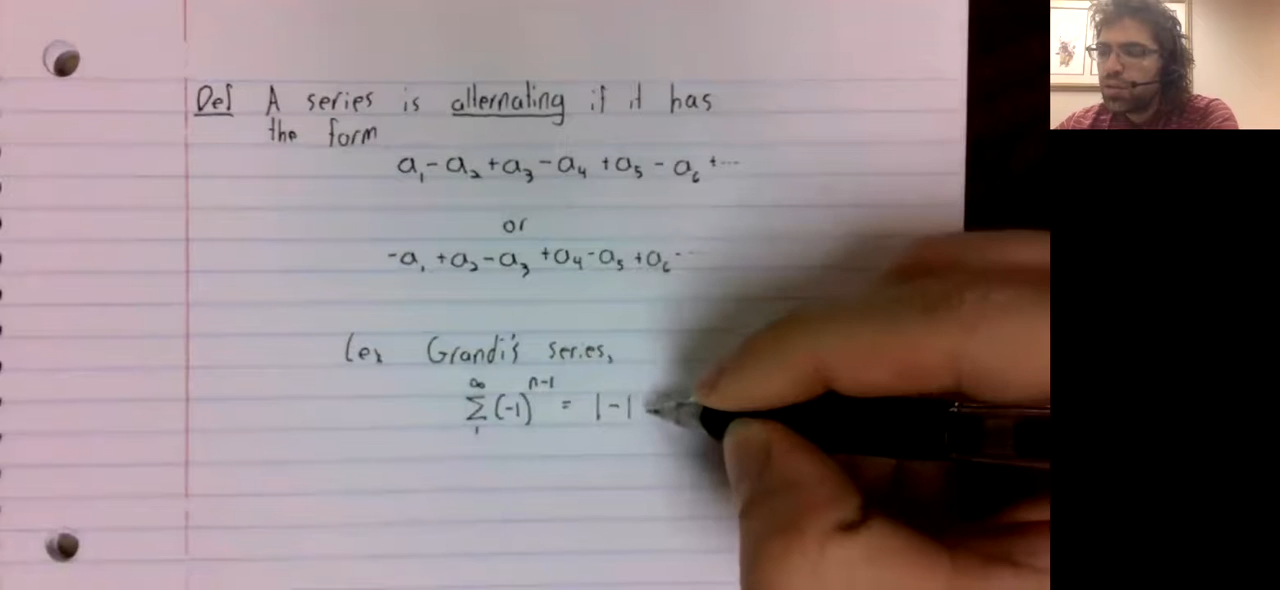 Def A series is alternating if it has
the form
a₁ - a₂ + a₃ - a₄ + a₅ - a₆ + ...
or
-a₁ + a₂ - a₃ + a₄ - a₅ + a₆ ...
(ex Grandi's series,
∞ n-1
Σ (-1) = 1 - 1
1